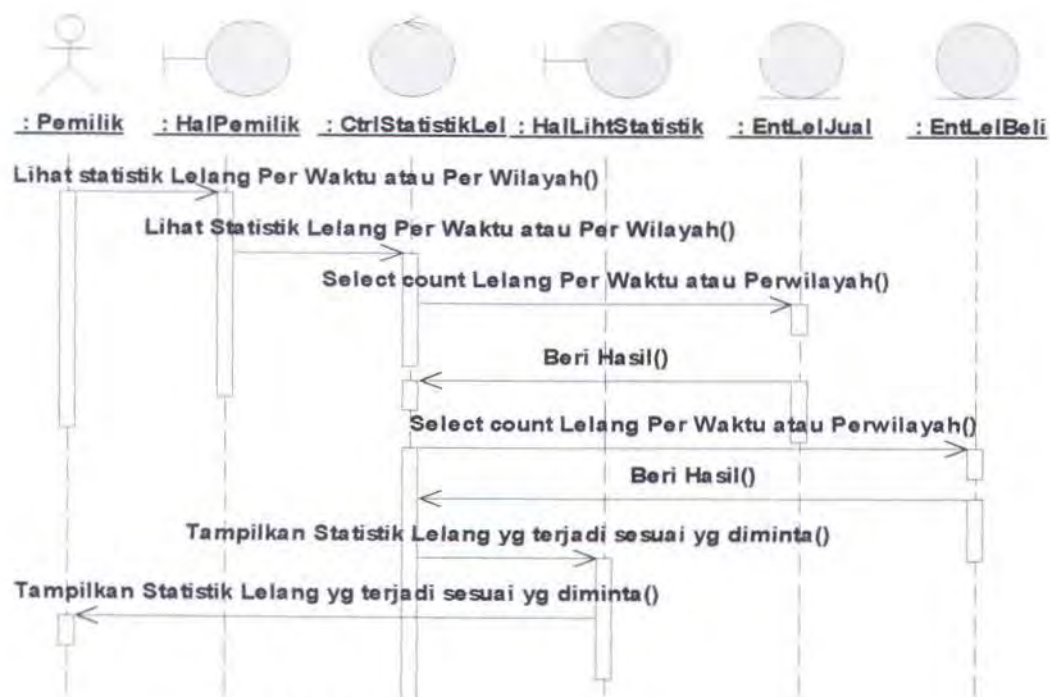 : Pemilik : HalPemilik : CtrlStatistikLel : HalLihtStatistik : EntLelJual : EntLelBeli
Lihat statistik Lelang Per Waktu atau Per Wilayah()
Lihat Statistik Lelang Per Waktu atau Per Wilayah()
Select count Lelang Per Waktu atau Perwilayah()
Beri Hasil()
Select count Lelang Per Waktu atau Perwilayah()
Beri Hasil()
Tampilkan Statistik Lelang yg terjadi sesuai yg diminta()
Tampilkan Statistik Lelang yg terjadi sesuai yg diminta()